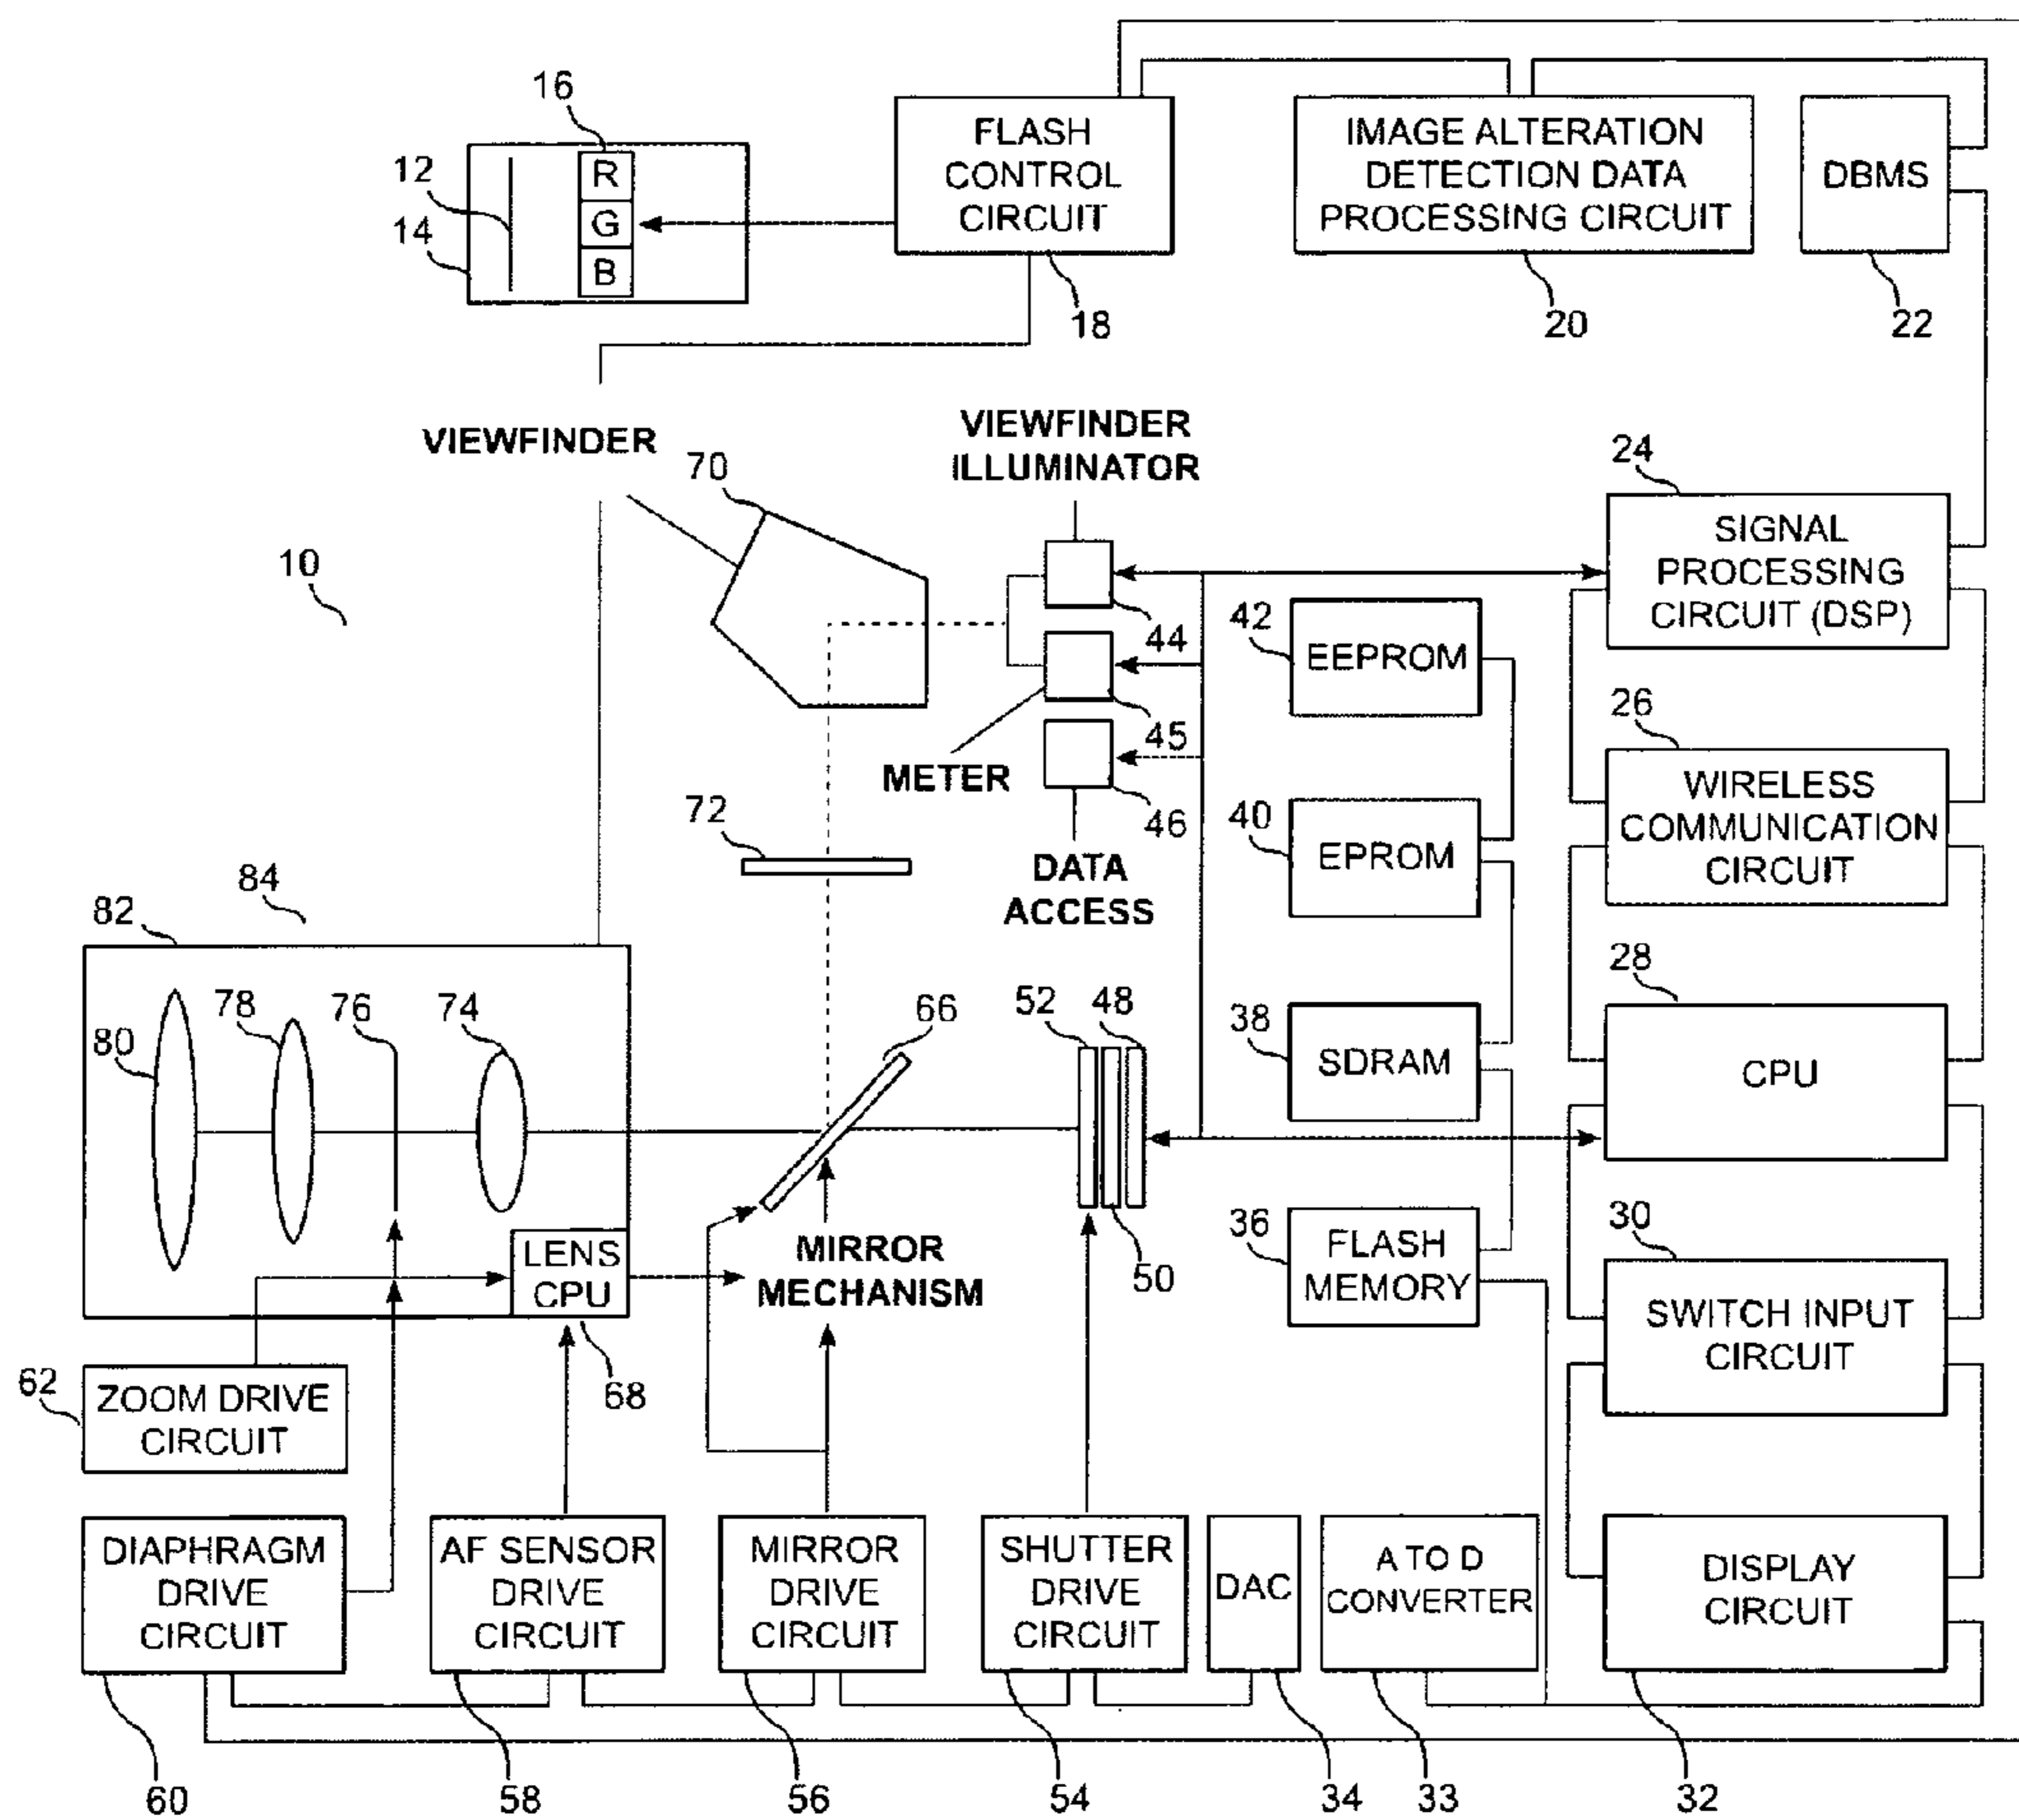 16
12
14
R
G
B
FLASH
CONTROL
CIRCUIT
18
IMAGE ALTERATION
DETECTION DATA
PROCESSING CIRCUIT
20
DBMS
22
VIEWFINDER
70
VIEWFINDER
ILLUMINATOR
10
44
45
46
METER
DATA
ACCESS
72
24
SIGNAL
PROCESSING
CIRCUIT (DSP)
42
EEPROM
26
WIRELESS
COMMUNICATION
CIRCUIT
40
EPROM
84
82
80
78
76
74
66
52
48
50
38
SDRAM
28
CPU
LENS
CPU
68
MIRROR
MECHANISM
36
FLASH
MEMORY
30
SWITCH INPUT
CIRCUIT
62
ZOOM DRIVE
CIRCUIT
DIAPHRAGM
DRIVE
CIRCUIT
60
AF SENSOR
DRIVE
CIRCUIT
58
MIRROR
DRIVE
CIRCUIT
56
SHUTTER
DRIVE
CIRCUIT
54
DAC
34
A TO D
CONVERTER
33
DISPLAY
CIRCUIT
32